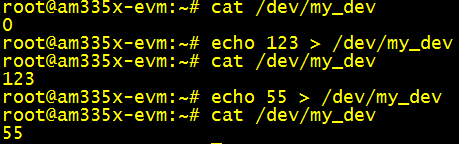 root@am335x-evm:~# cat /dev/my_dev
0
root@am335x-evm:~# echo 123 > /dev/my_dev
root@am335x-evm:~# cat /dev/my_dev
123
root@am335x-evm:~# echo 55 > /dev/my_dev
root@am335x-evm:~# cat /dev/my_dev
55